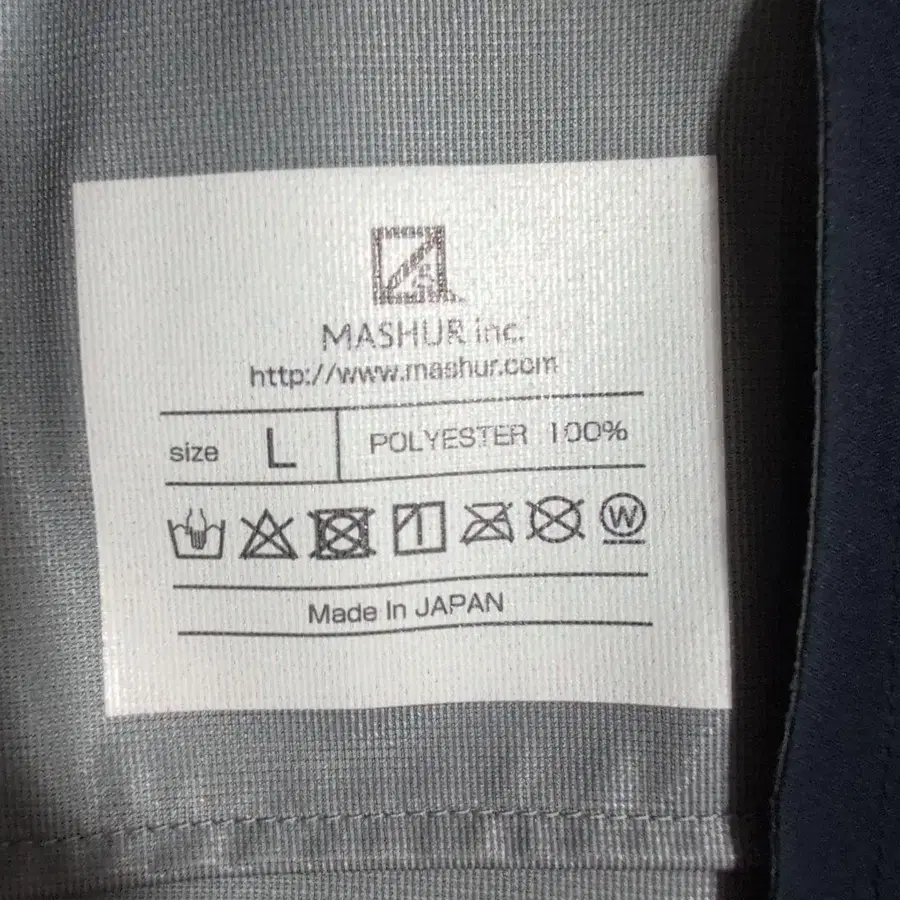 MASHUR inc.
http://www.mashur.com
size L POLYESTER 100%
W
Made In JAPAN